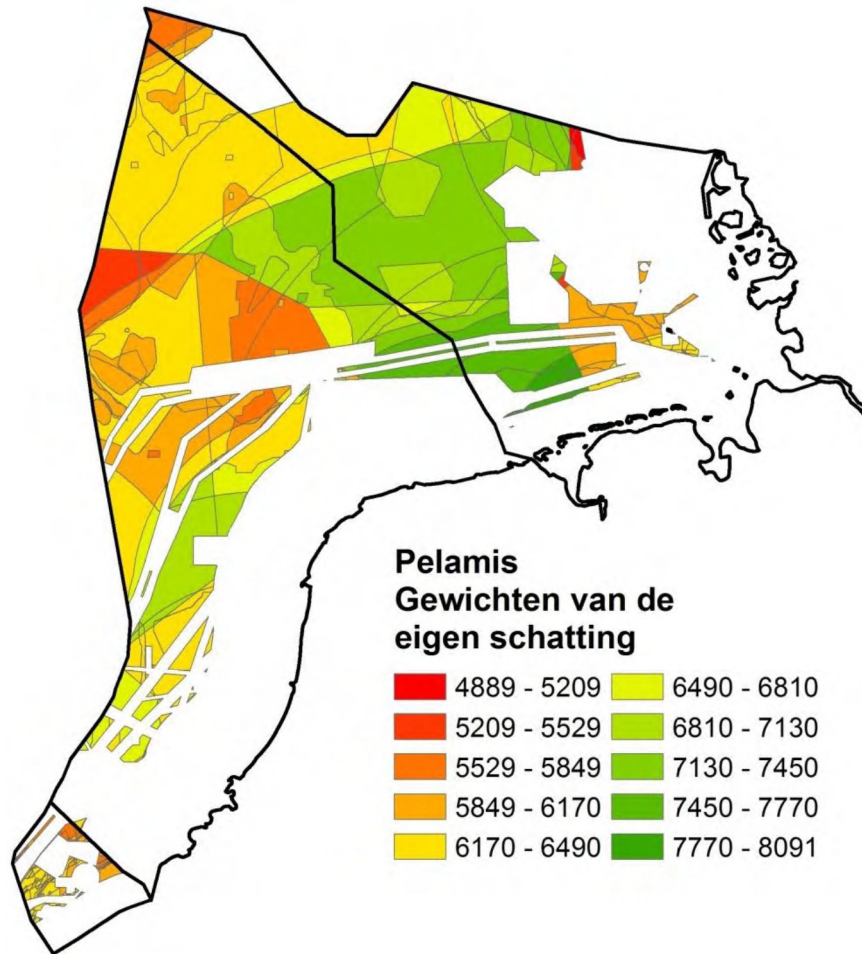 Pelamis
Gewichten van de
eigen schatting
4889 - 5209
5209 - 5529
5529 - 5849
5849 - 6170
6170 - 6490
6490 - 6810
6810 - 7130
7130 - 7450
7450 - 7770
7770 - 8091